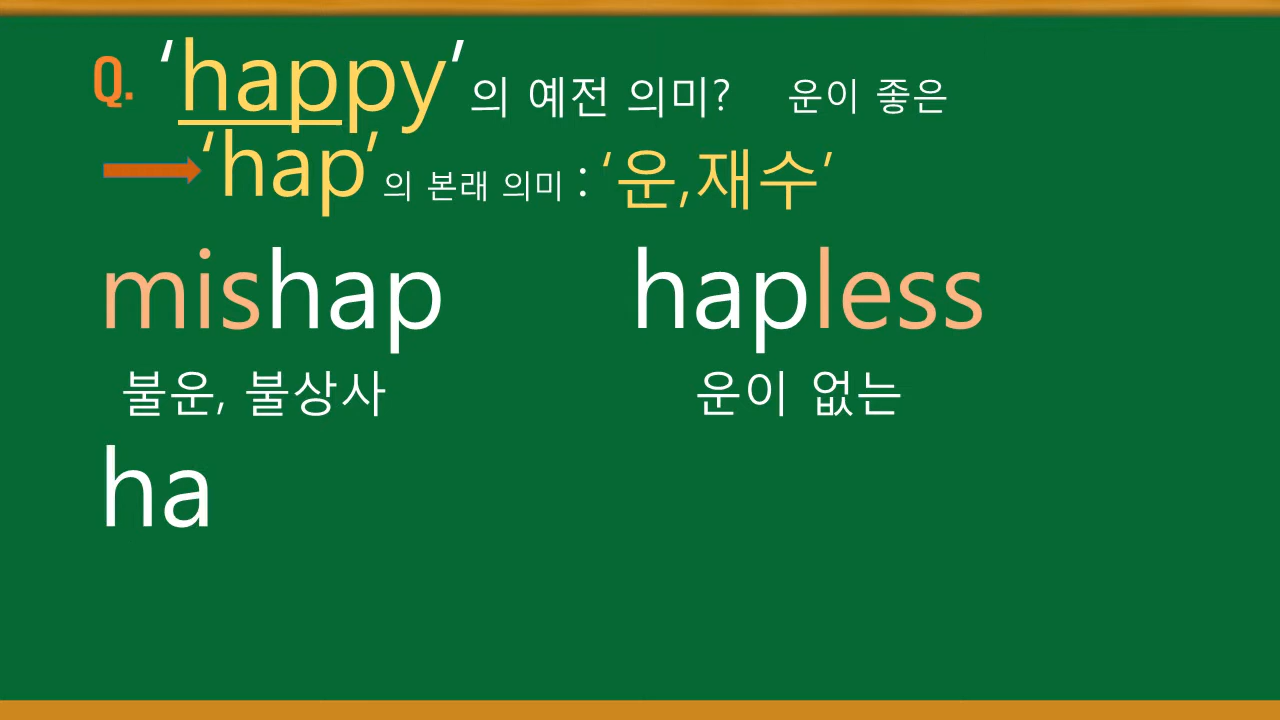 Q. ‘happy’의 예전 의미? 운이 좋은
‘hap’의 본래 의미 : ‘운,재수’
mishap hapless
불운, 불상사 운이 없는
ha